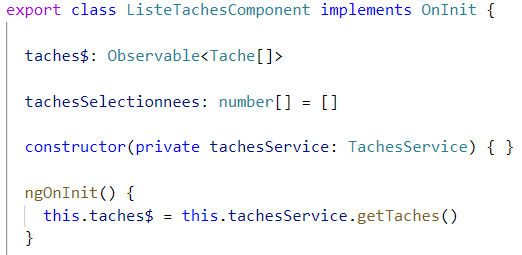 export class ListeTachesComponent implements OnInit {
taches$: Observable<Tache[]>
tachesSelectionnees: number[] = []
constructor(private tachesService: TachesService) { }
ngOnInit() {
this.taches$ = this.tachesService.getTaches()
}